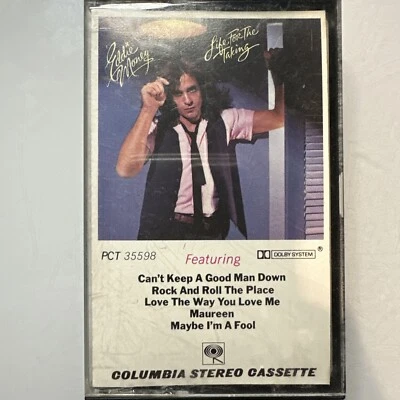 Eddie
Money
Life For The
Taking
PCT 35598
Featuring
DOLBY SYSTEM ®
Can't Keep A Good Man Down
Rock And Roll The Place
Love The Way You Love Me
Maureen
Maybe I'm A Fool
COLUMBIA STEREO CASSETTE